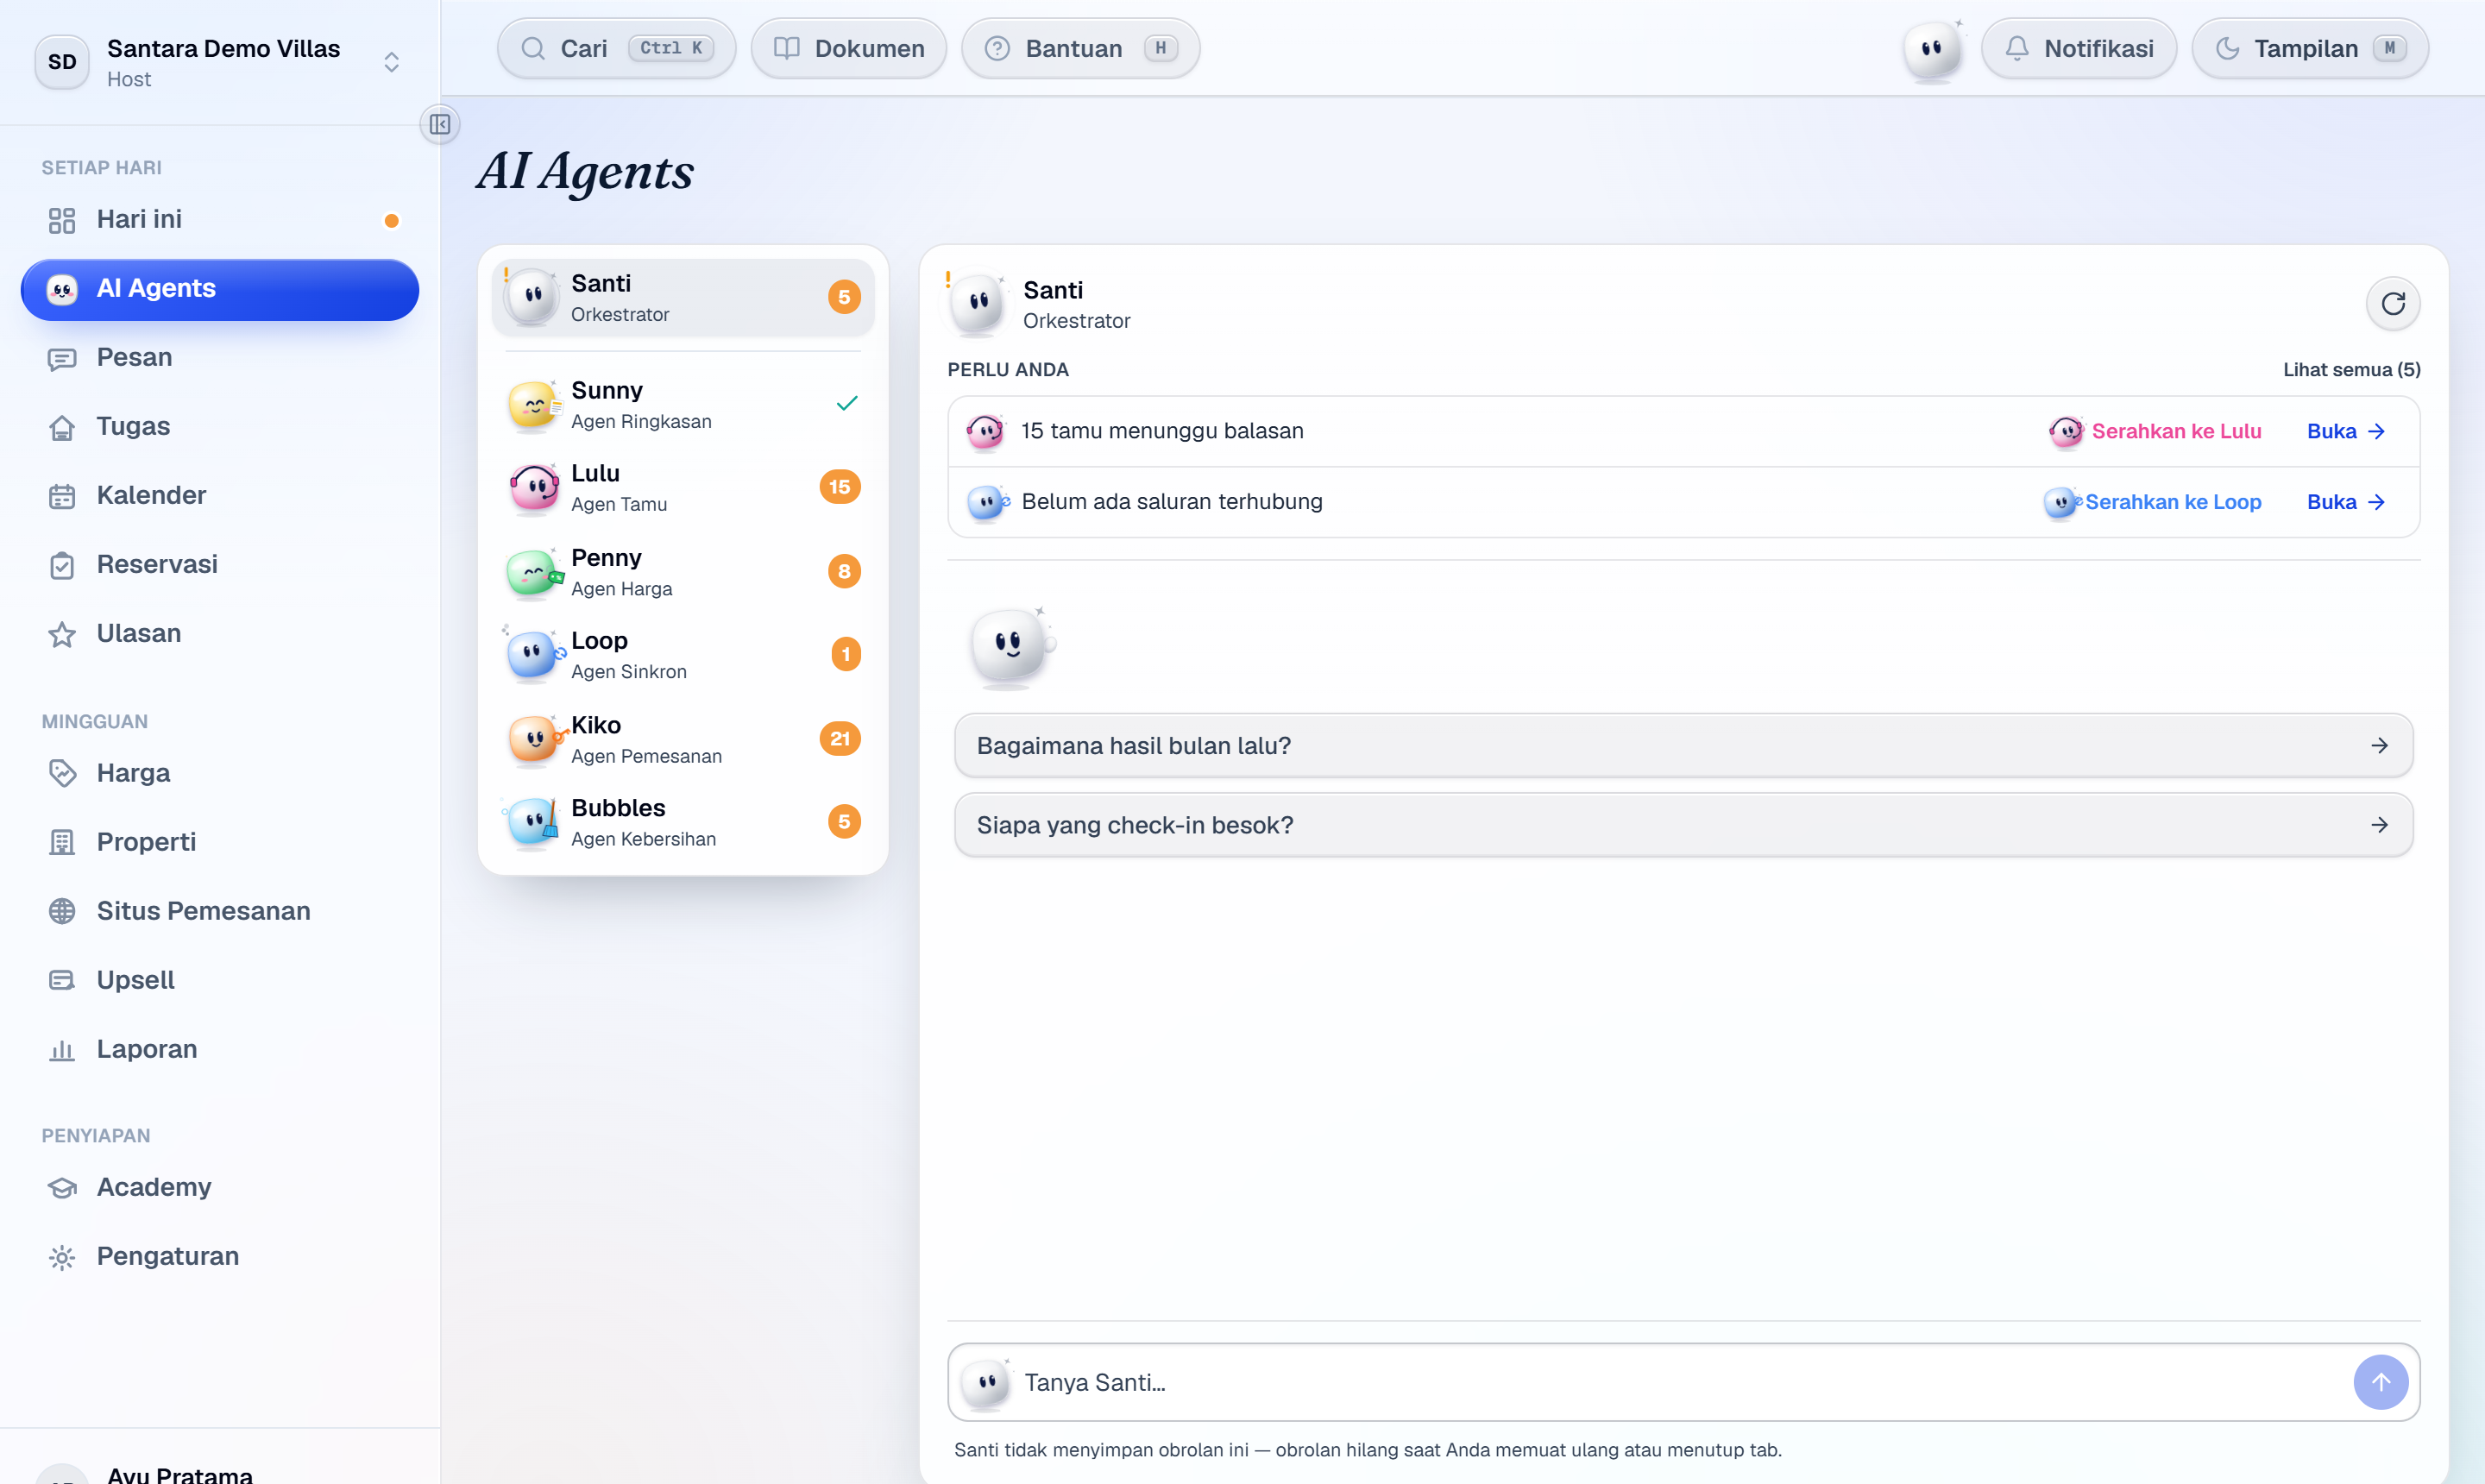 SD
Santara Demo Villas
Host
SETIAP HARI
Hari ini
AI Agents
Pesan
Tugas
Kalender
Reservasi
Ulasan
MINGGUAN
Harga
Properti
Situs Pemesanan
Upsell
Laporan
PENYIAPAN
Academy
Pengaturan
Ayu Pratama
Cari Ctrl K
Dokumen
Bantuan H
Notifikasi
Tampilan M
AI Agents
Santi
Orkestrator
5
Sunny
Agen Ringkasan
Lulu
Agen Tamu
15
Penny
Agen Harga
8
Loop
Agen Sinkron
1
Kiko
Agen Pemesanan
21
Bubbles
Agen Kebersihan
5
Santi
Orkestrator
PERLU ANDA
Lihat semua (5)
15 tamu menunggu balasan
Serahkan ke Lulu
Buka
Belum ada saluran terhubung
Serahkan ke Loop
Buka
Bagaimana hasil bulan lalu?
Siapa yang check-in besok?
Tanya Santi...
Santi tidak menyimpan obrolan ini — obrolan hilang saat Anda memuat ulang atau menutup tab.